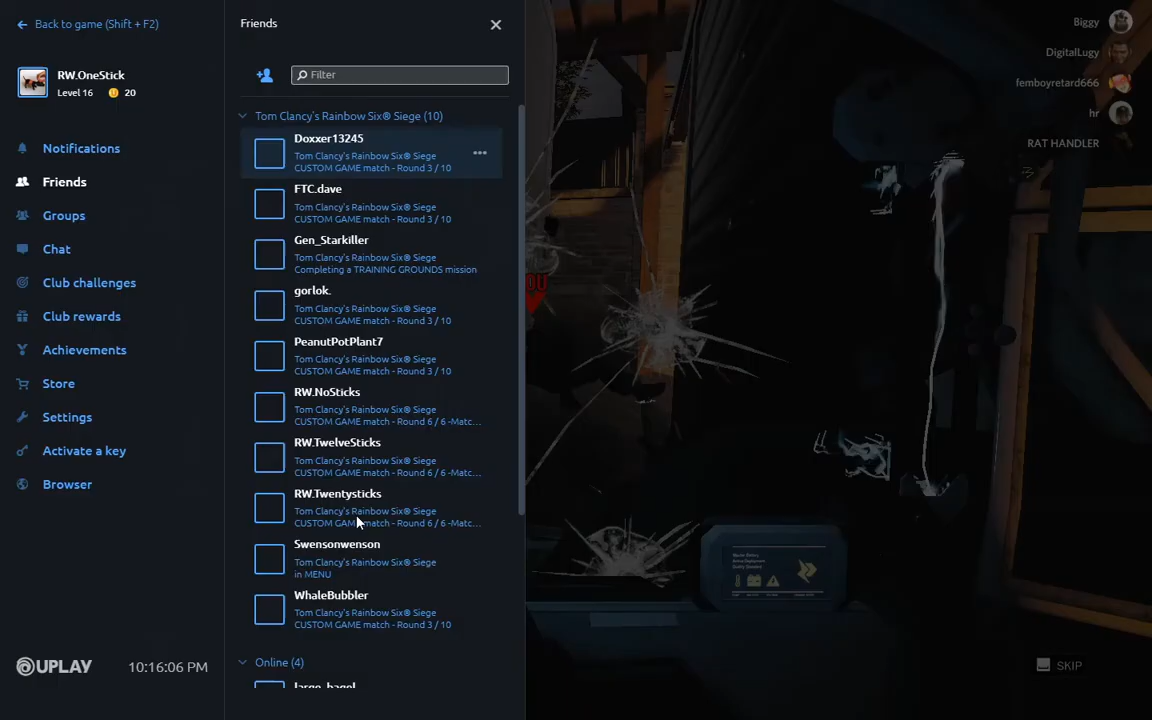 Back to game (Shift + F2)
RW.OneStick
Level 16
20
Notifications
Friends
Groups
Chat
Club challenges
Club rewards
Achievements
Store
Settings
Activate a key
Browser
UPLAY
10:16:06 PM
Friends
Filter
Tom Clancy's Rainbow Six® Siege (10)
Doxxer13245
Tom Clancy's Rainbow Six® Siege
CUSTOM GAME match - Round 3 / 10
FTC.dave
Tom Clancy's Rainbow Six® Siege
CUSTOM GAME match - Round 3 / 10
Gen_Starkiller
Tom Clancy's Rainbow Six® Siege
Completing a TRAINING GROUNDS mission
gorlok.
Tom Clancy's Rainbow Six® Siege
CUSTOM GAME match - Round 3 / 10
PeanutPotPlant7
Tom Clancy's Rainbow Six® Siege
CUSTOM GAME match - Round 3 / 10
RW.NoSticks
Tom Clancy's Rainbow Six® Siege
CUSTOM GAME match - Round 6 / 6 -Matc...
RW.TwelveSticks
Tom Clancy's Rainbow Six® Siege
CUSTOM GAME match - Round 6 / 6 -Matc...
RW.Twentysticks
Tom Clancy's Rainbow Six® Siege
CUSTOM GAME match - Round 6 / 6 -Matc...
Swensonwenson
Tom Clancy's Rainbow Six® Siege
in MENU
WhaleBubbler
Tom Clancy's Rainbow Six® Siege
CUSTOM GAME match - Round 3 / 10
Online (4)
large_bagel
Biggy
DigitalLugy
femboyretard666
hr
RAT HANDLER
YOU
SKIP